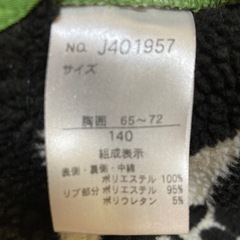 NO. J401957
サイズ
胸囲 65～72
140
組成表示
表側・裏側・中綿
ポリエステル 100%
リブ部分 ポリエステル 95%
ポリウレタン 5%